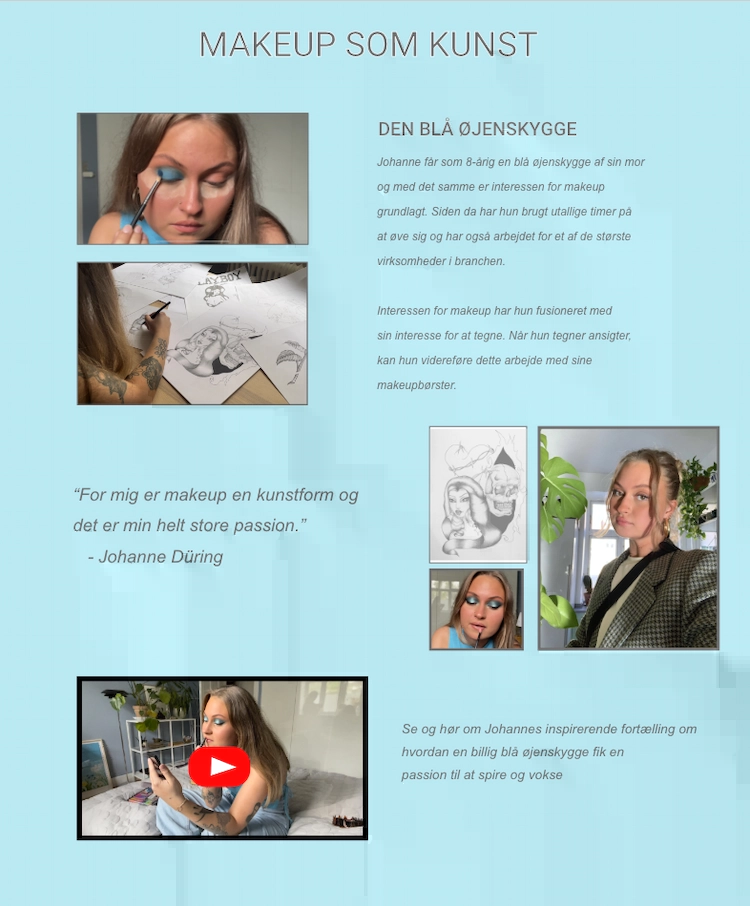 MAKEUP SOM KUNST
DEN BLÅ ØJENSKYGGE
Johanne får som 8-årig en blå øjenskygge af sin mor
og med det samme er interessen for makeup
grundlagt. Siden da har hun brugt utallige timer på
at øve sig og har også arbejdet for et af de største
virksomheder i branchen.
Interessen for makeup har hun fusioneret med
sin interesse for at tegne. Når hun tegner ansigter,
kan hun videreføre dette arbejde med sine
makeupbørster.
“For mig er makeup en kunstform og
det er min helt store passion.”
- Johanne Düring
Se og hør om Johannes inspirerende fortælling om
hvordan en billig blå øjenskygge fik en
passion til at spire og vokse